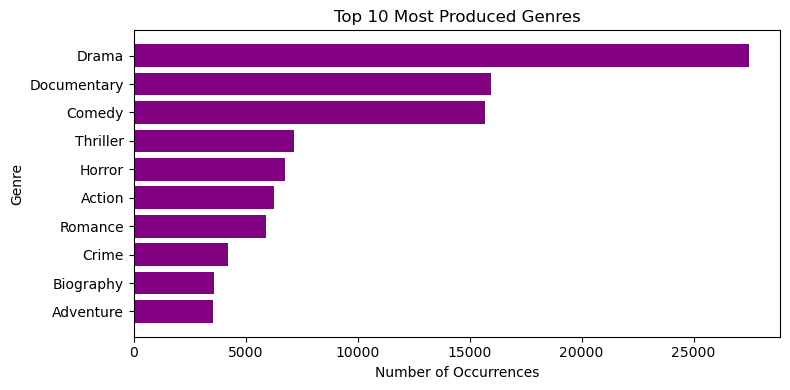 Top 10 Most Produced Genres
Genre
Drama
Documentary
Comedy
Thriller
Horror
Action
Romance
Crime
Biography
Adventure
0 5000 10000 15000 20000 25000
Number of Occurrences